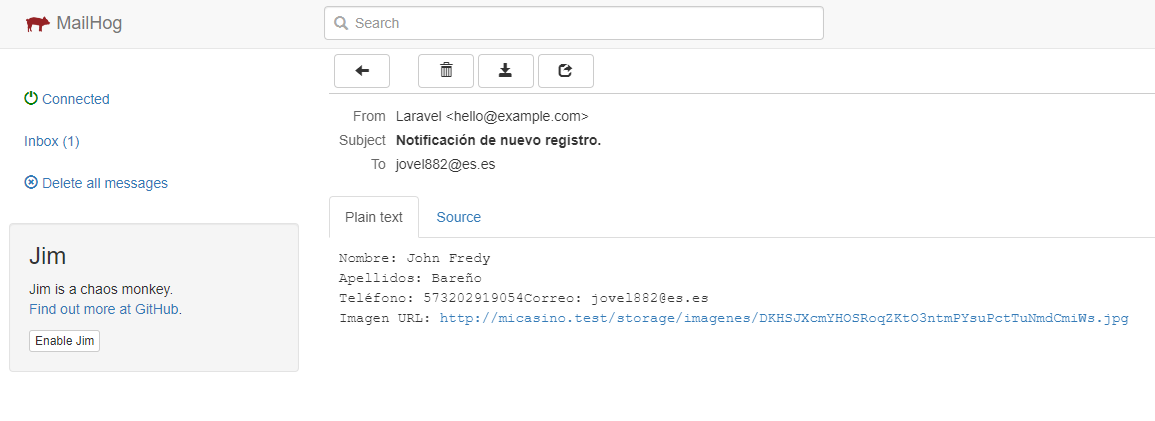 MailHog
Search
Connected
Inbox (1)
Delete all messages
Jim
Jim is a chaos monkey.
Find out more at GitHub.
Enable Jim
From Laravel <hello@example.com>
Subject Notificación de nuevo registro.
To jovel882@es.es
Plain text Source
Nombre: John Fredy
Apellidos: Bareño
Teléfono: 573202919054Correo: jovel882@es.es
Imagen URL: http://micasino.test/storage/imagenes/DKHSJXcmYHOSRoqZKtO3ntmPYsuPctTuNmdCmiWs.jpg